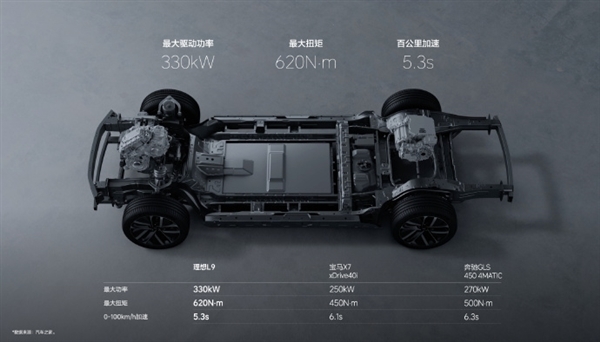 最大驱动功率 最大扭矩 百公里加速
330kW 620N·m 5.3s
理想L9 宝马X7 奔驰GLS
xDrive40i 450 4MATIC
最大功率 330kW 250kW 270kW
最大扭矩 620N·m 450N·m 500N·m
0-100km/h加速 5.3s 6.1s 6.3s
*数据来源：汽车之家。